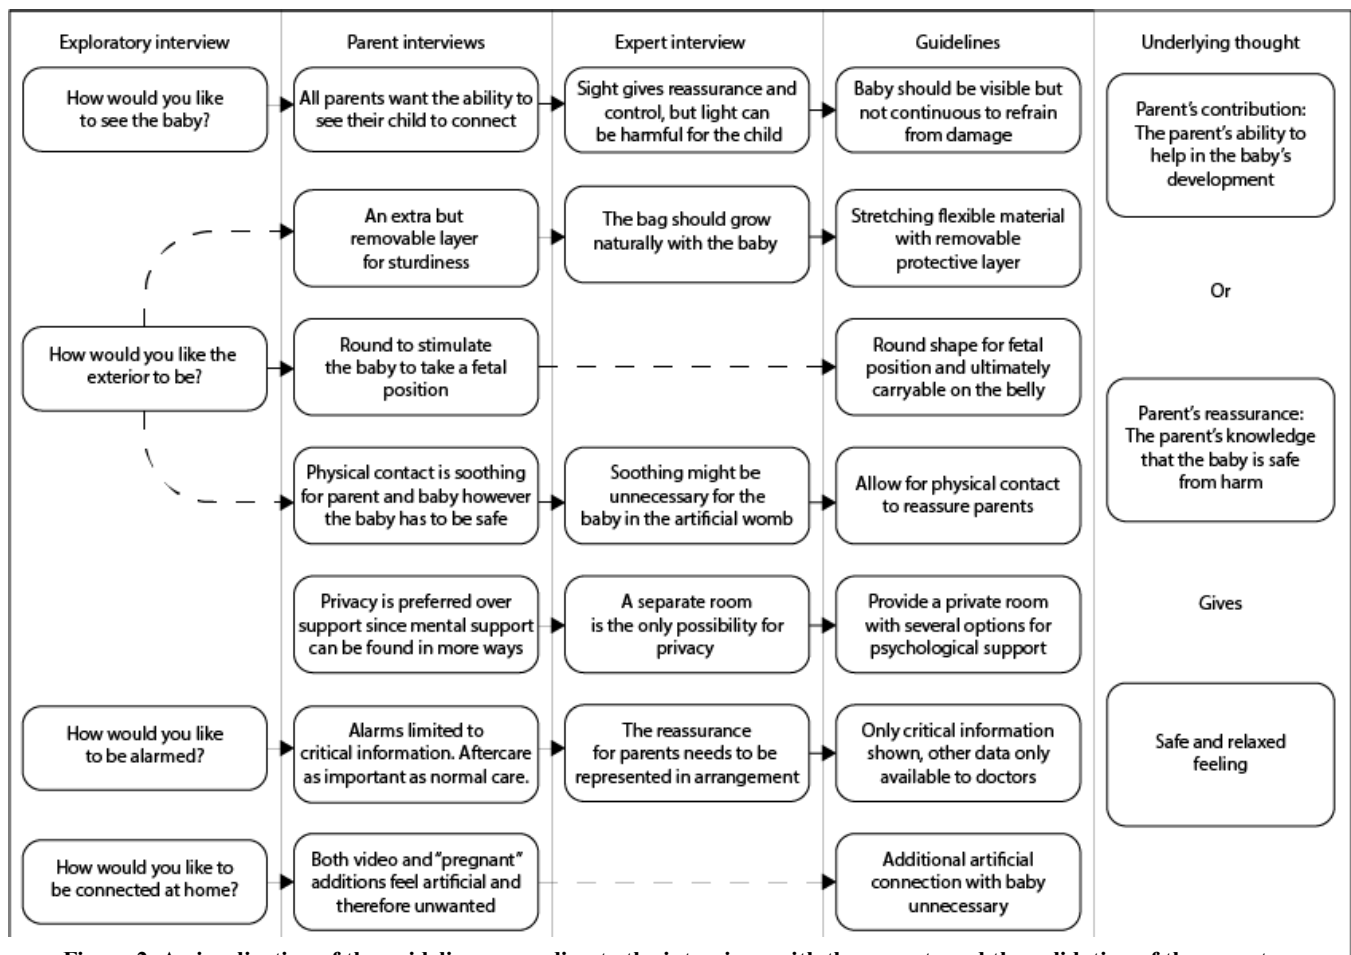 Exploratory interview
Parent interviews
Expert interview
Guidelines
Underlying thought
How would you like
to see the baby?
All parents want the ability to
see their child to connect
Sight gives reassurance and
control, but light can
be harmful for the child
Baby should be visible but
not continuous to refrain
from damage
Parent's contribution:
The parent's ability to
help in the baby's
development
An extra but
removable layer
for sturdiness
The bag should grow
naturally with the baby
Stretching flexible material
with removable
protective layer
Or
How would you like the
exterior to be?
Round to stimulate
the baby to take a fetal
position
Round shape for fetal
position and ultimately
carryable on the belly
Parent's reassurance:
The parent's knowledge
that the baby is safe
from harm
Physical contact is soothing
for parent and baby however
the baby has to be safe
Soothing might be
unnecessary for the
baby in the artificial womb
Allow for physical contact
to reassure parents
Privacy is preferred over
support since mental support
can be found in more ways
A separate room
is the only possibility for
privacy
Provide a private room
with several options for
psychological support
Gives
How would you like
to be alarmed?
Alarms limited to
critical information. Aftercare
as important as normal care.
The reassurance
for parents needs to be
represented in arrangement
Only critical information
shown, other data only
available to doctors
Safe and relaxed
feeling
How would you like to
be connected at home?
Both video and "pregnant"
additions feel artificial and
therefore unwanted
Additional artificial
connection with baby
unnecessary